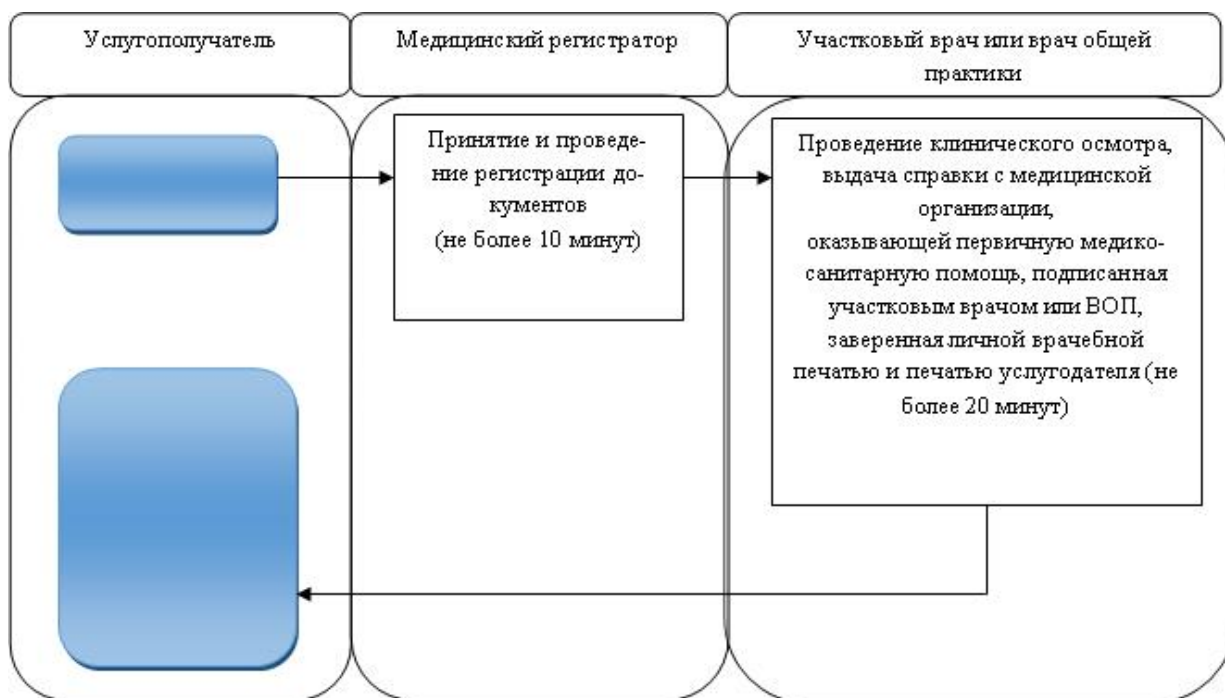 Услугополучатель
Медицинский регистратор
Участковый врач или врач общей
практики
Принятие и проведе-
ние регистрации до-
кументов
(не более 10 минут)
Проведение клинического осмотра,
выдача справки с медицинской
организации,
оказывающей первичную медико-
санитарную помощь, подписанная
участковым врачом или ВОП,
заверенная личной врачебной
печатью и печатью услугодателя (не
более 20 минут)